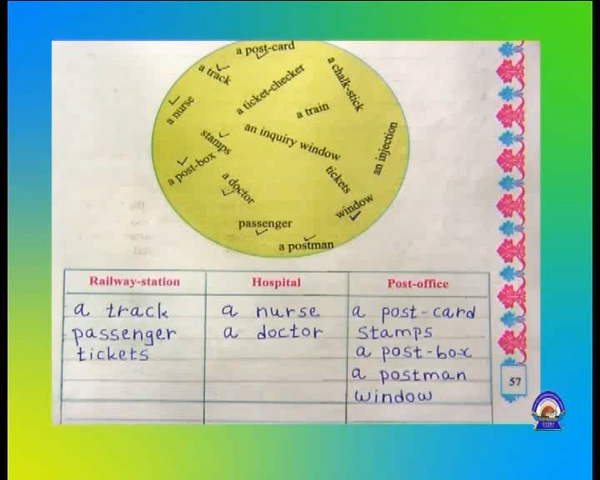 a post-card
a track
a chalk-stick
a ticket-checker
a nurse
a train
stamps
an inquiry window
an injection
a post-box
tickets
a doctor
window
passenger
a postman
Railway-station Hospital Post-office
a track a nurse a post-card
passenger a doctor stamps
tickets a post-box
a postman
window
57